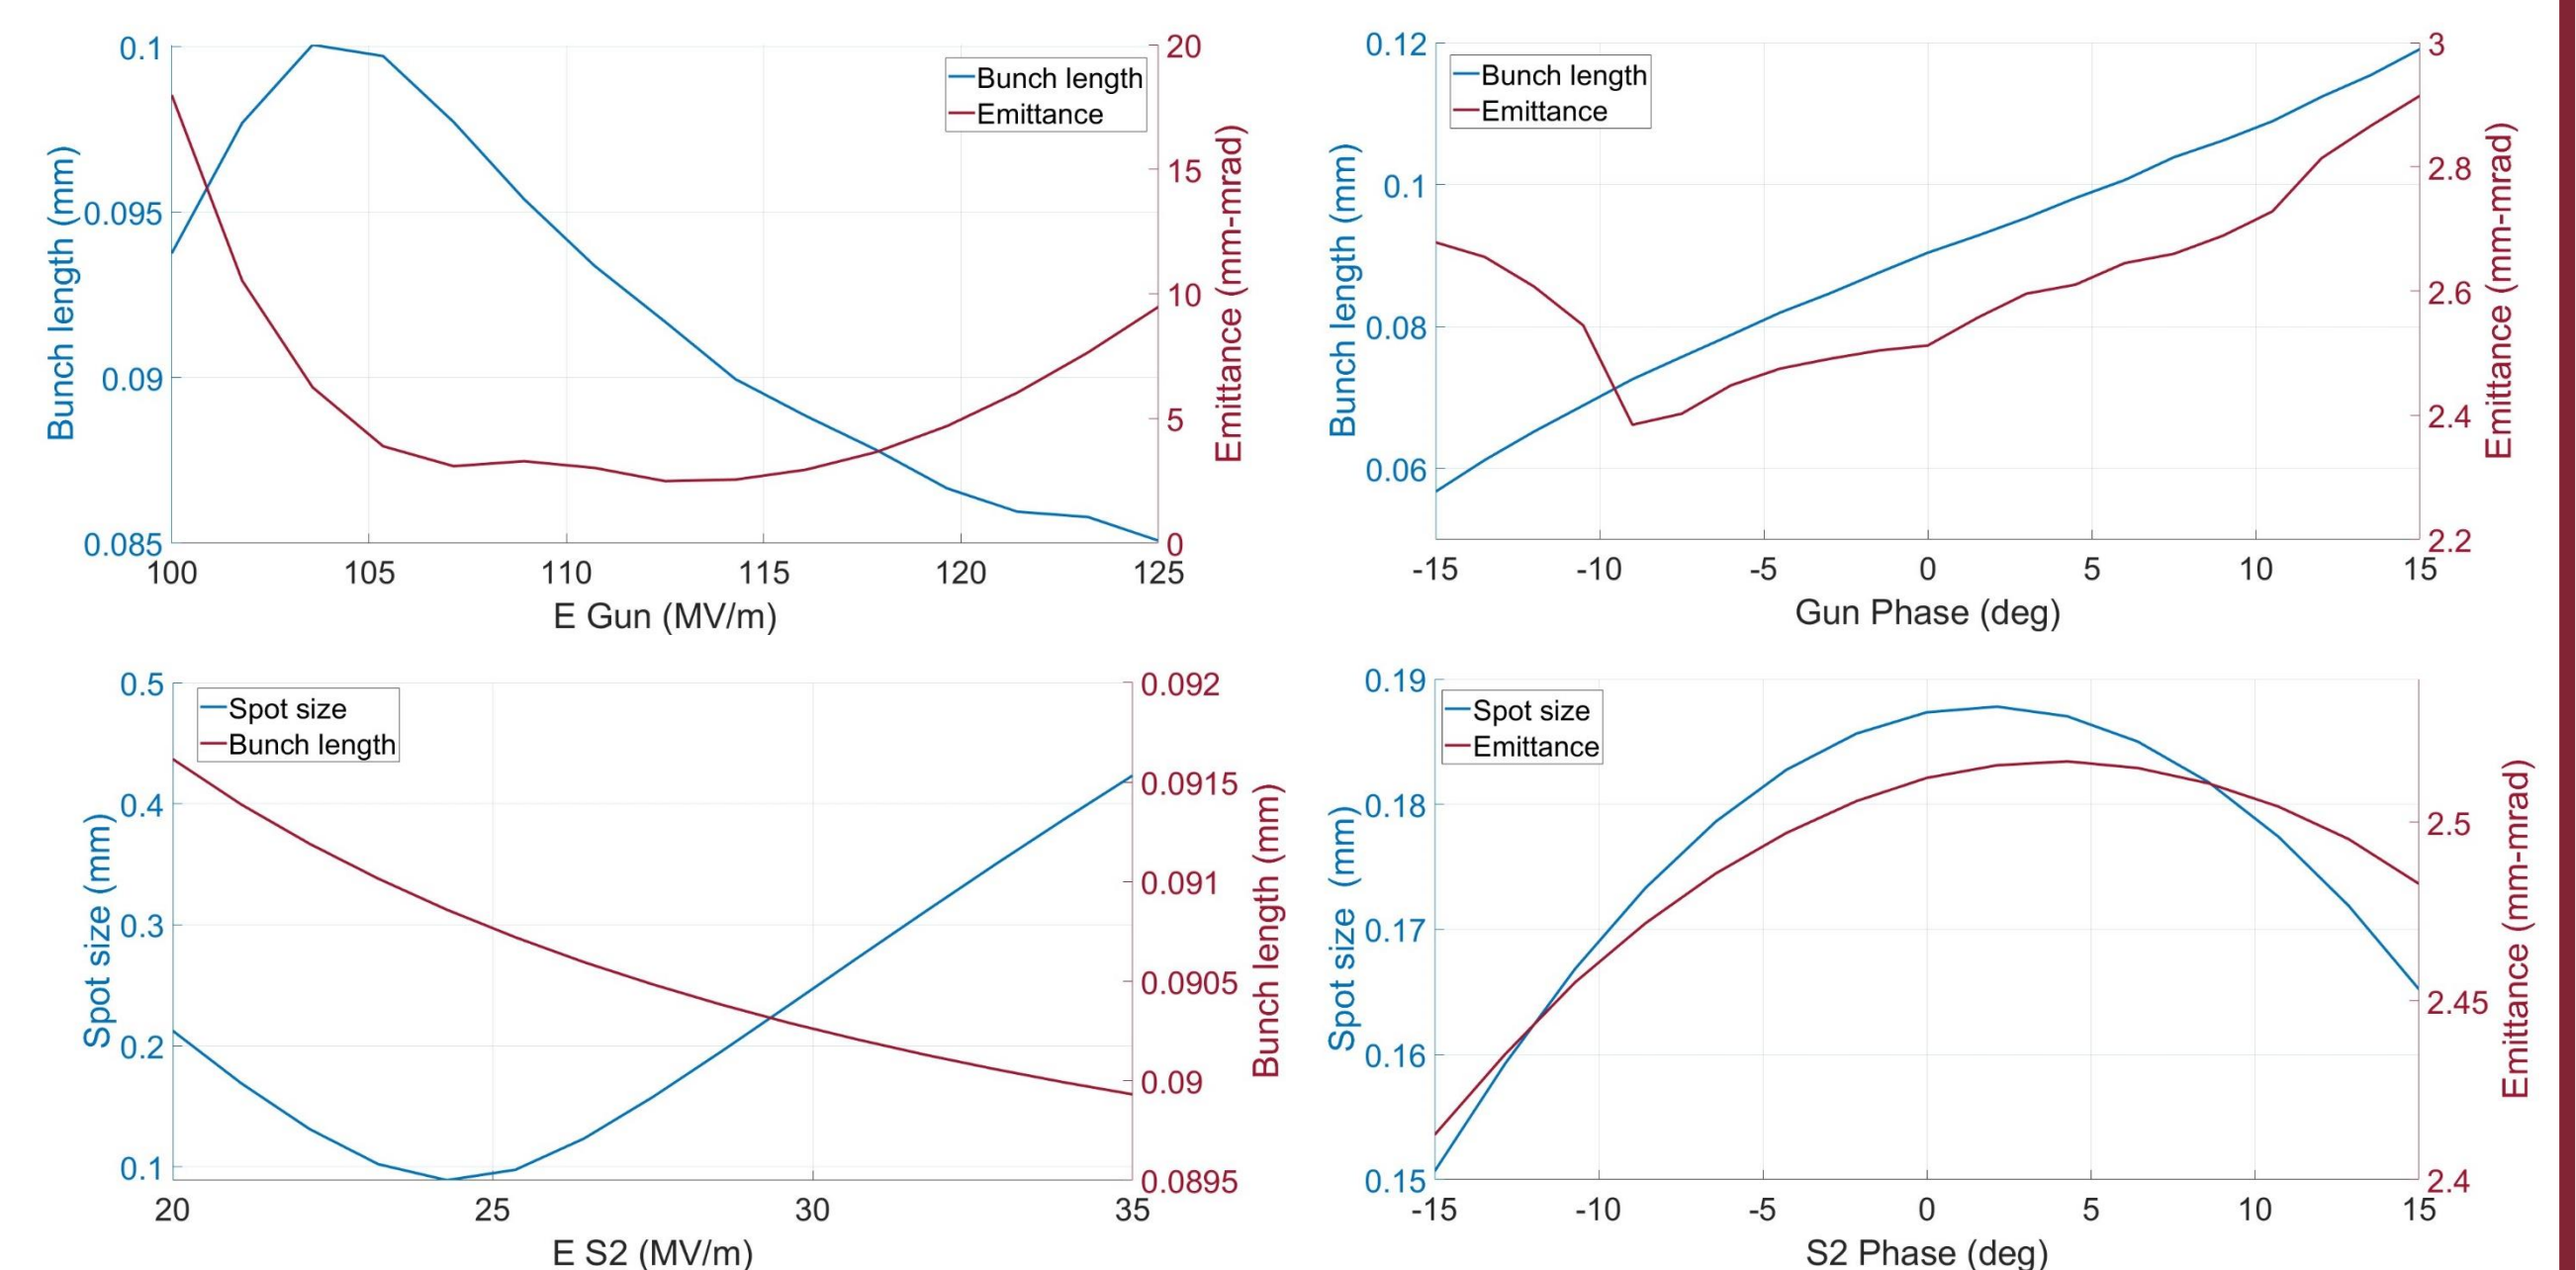 0.1
0.095
0.09
0.085
Bunch length (mm)
Bunch length
Emittance
20
15
10
5
0
Emittance (mm-mrad)
100 105 110 115 120 125
E Gun (MV/m)
0.12
0.1
0.08
0.06
Bunch length (mm)
Bunch length
Emittance
3
2.8
2.6
2.4
2.2
Emittance (mm-mrad)
-15 -10 -5 0 5 10 15
Gun Phase (deg)
0.5
0.4
0.3
0.2
0.1
Spot size (mm)
Spot size
Bunch length
0.092
0.0915
0.091
0.0905
0.09
0.0895
Bunch length (mm)
20 25 30 35
E S2 (MV/m)
0.19
0.18
0.17
0.16
0.15
Spot size (mm)
Spot size
Emittance
2.5
2.45
2.4
Emittance (mm-mrad)
-15 -10 -5 0 5 10 15
S2 Phase (deg)